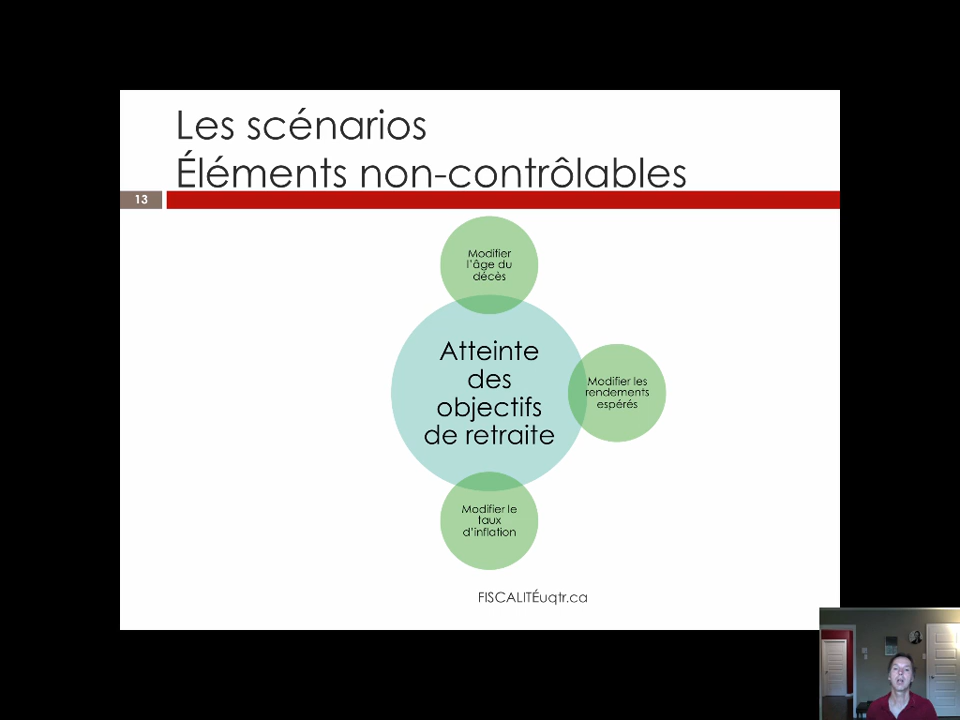 Les scénarios
Éléments non-contrôlables
13
Modifier
l'âge du
décès
Atteinte
des
objectifs
de retraite
Modifier les
rendements
espérés
Modifier le
taux
d'inflation
FISCALITÉuqtr.ca